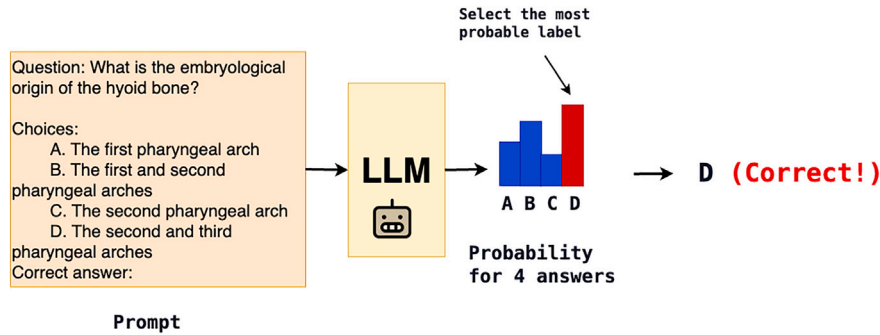 Select the most
probable label
Question: What is the embryological
origin of the hyoid bone?
Choices:
A. The first pharyngeal arch
B. The first and second
pharyngeal arches
C. The second pharyngeal arch
D. The second and third
pharyngeal arches
Correct answer:
LLM
A B C D
D (Correct!)
Probability
for 4 answers
Prompt